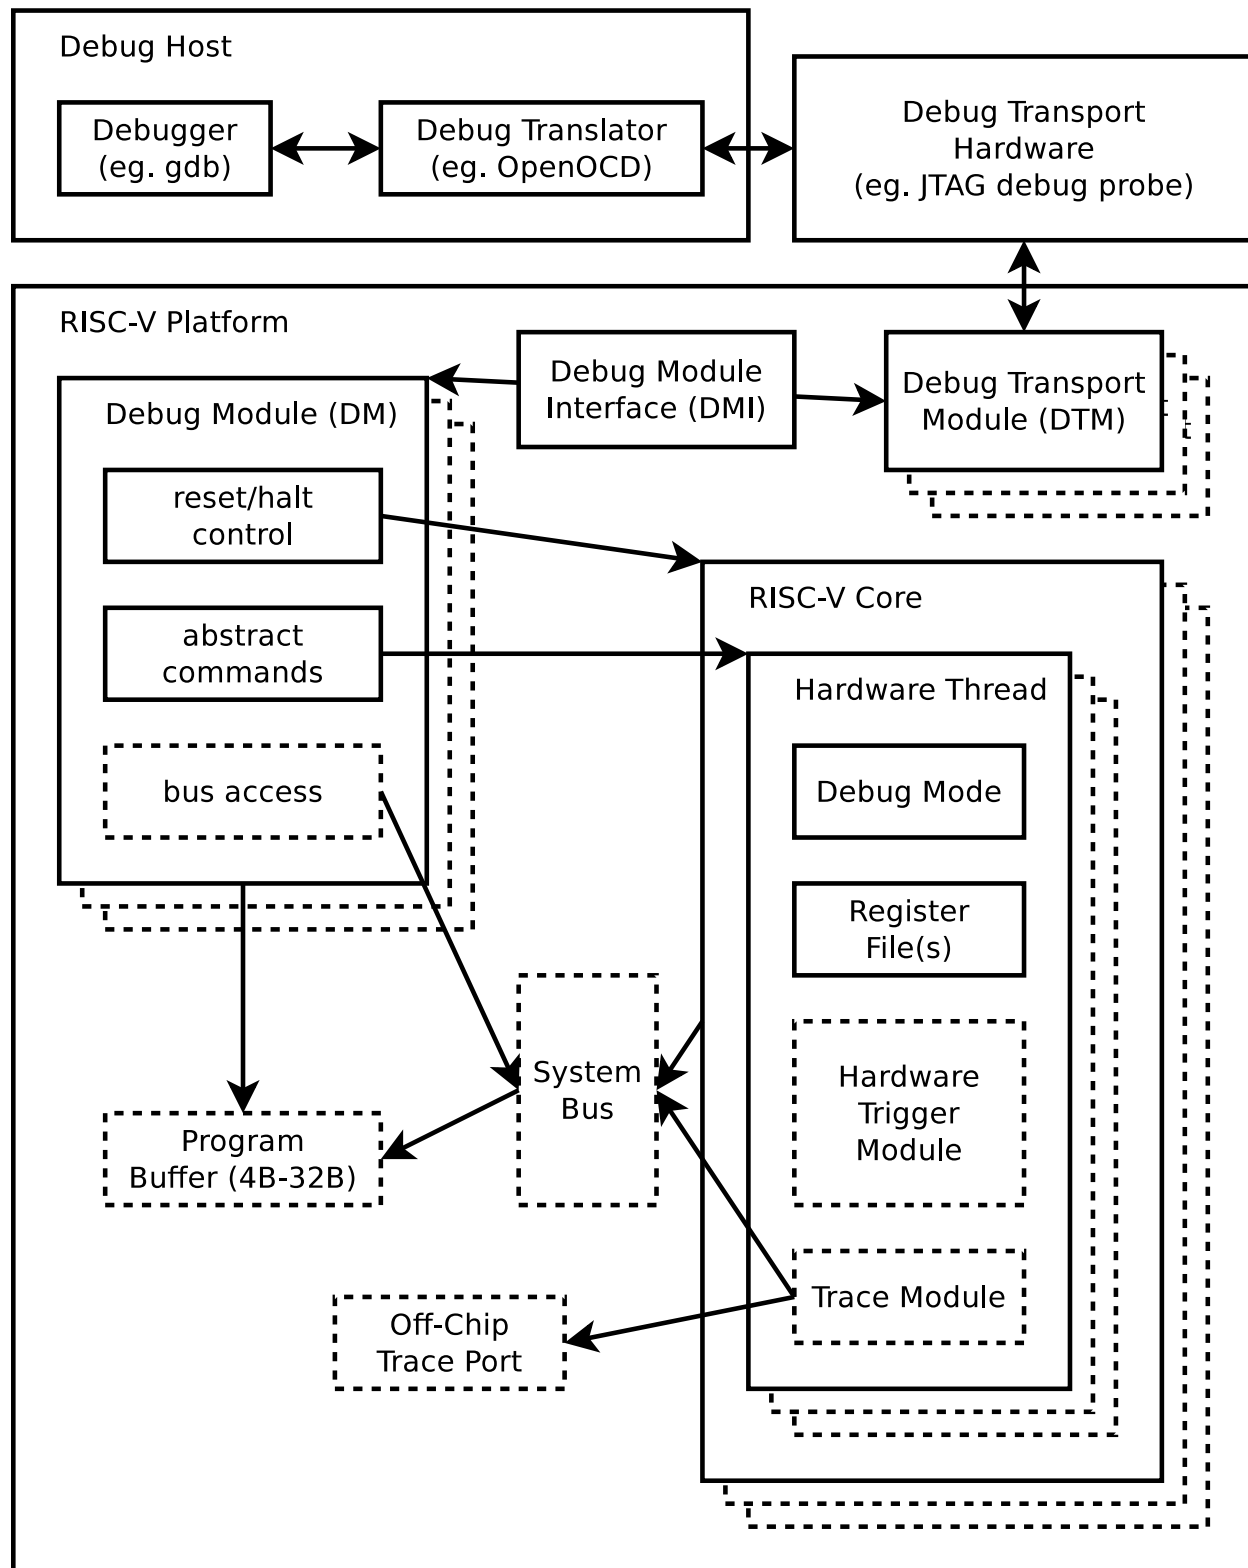 Debug Host
Debugger
(eg. gdb)
Debug Translator
(eg. OpenOCD)
Debug Transport
Hardware
(eg. JTAG debug probe)
RISC-V Platform
Debug Module
Interface (DMI)
Debug Transport
Module (DTM)
Debug Module (DM)
reset/halt
control
abstract
commands
bus access
RISC-V Core
Hardware Thread
Debug Mode
Register
File(s)
Hardware
Trigger
Module
Trace Module
System
Bus
Program
Buffer (4B-32B)
Off-Chip
Trace Port